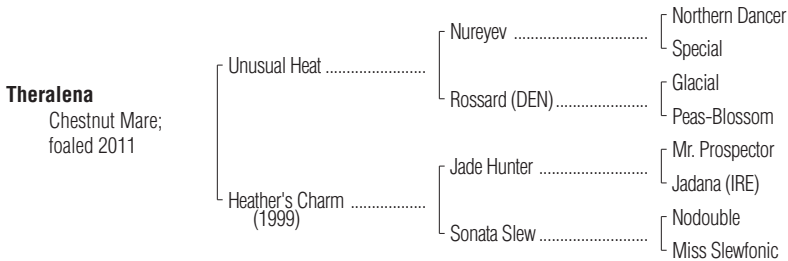 Theralena
Chestnut Mare;
foaled 2011
Unusual Heat .......................
Heather's Charm .................
(1999)
Nureyev ...............................
Rossard (DEN).....................
Jade Hunter .........................
Sonata Slew.........................
Northern Dancer
Special
Glacial
Peas-Blossom
Mr. Prospector
Jadana (IRE)
Nodouble
Miss Slewfonic